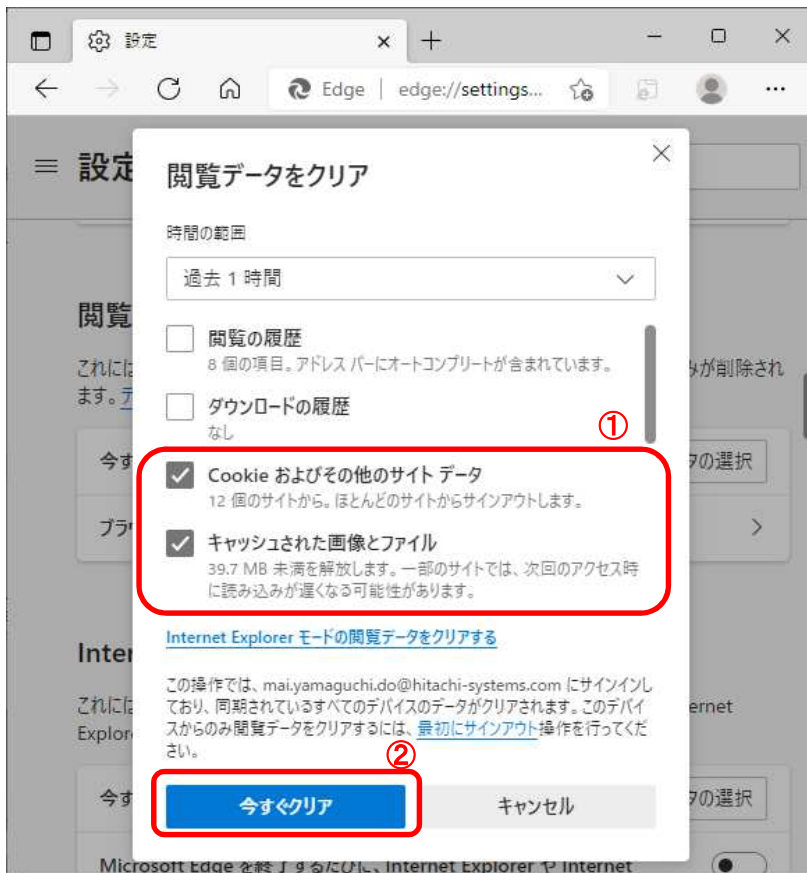 設定
Edge | edge://settings...
設定
閲覧データをクリア
時間の範囲
過去 1 時間
閲覧
閲覧の履歴
8 個の項目。アドレス バーにオートコンプリートが含まれています。
これには
みが削除され
ます。デ
ダウンロードの履歴
なし
①
今す
タの選択
Cookie およびその他のサイト データ
12 個のサイトから。ほとんどのサイトからサインアウトします。
ブラウ
キャッシュされた画像とファイル
39.7 MB 未満を解放します。一部のサイトでは、次回のアクセス時
に読み込みが遅くなる可能性があります。
Internet Explorer モードの閲覧データをクリアする
Inter
この操作では、mai.yamaguchi.do@hitachi-systems.com にサインインし
ており、同期されているすべてのデバイスのデータがクリアされます。このデバイ
スからのみ閲覧データをクリアするには、最初にサインアウト操作を行ってくだ
さい。
これには
ernet
Explor
②
今す
タの選択
今すぐクリア
キャンセル
Microsoft Edge を終了するたびに、Internet Explorer や Internet